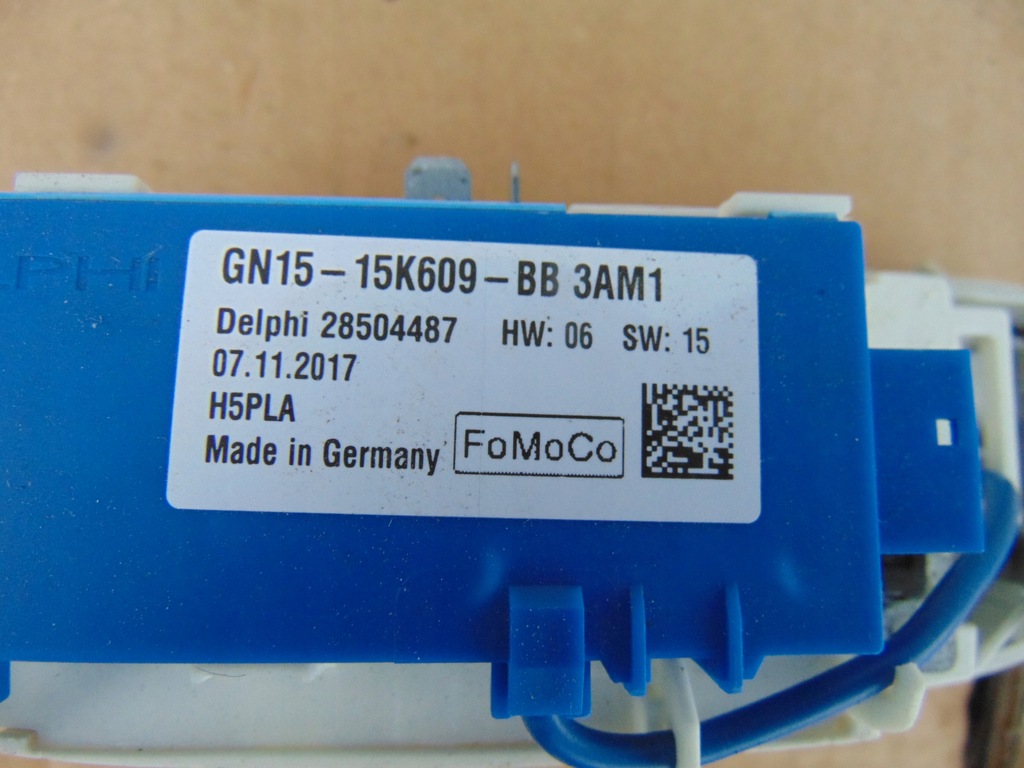 GN15-15K609-BB 3AM1
Delphi 28504487 HW: 06 SW: 15
07.11.2017
H5PLA
Made in Germany FoMoCo